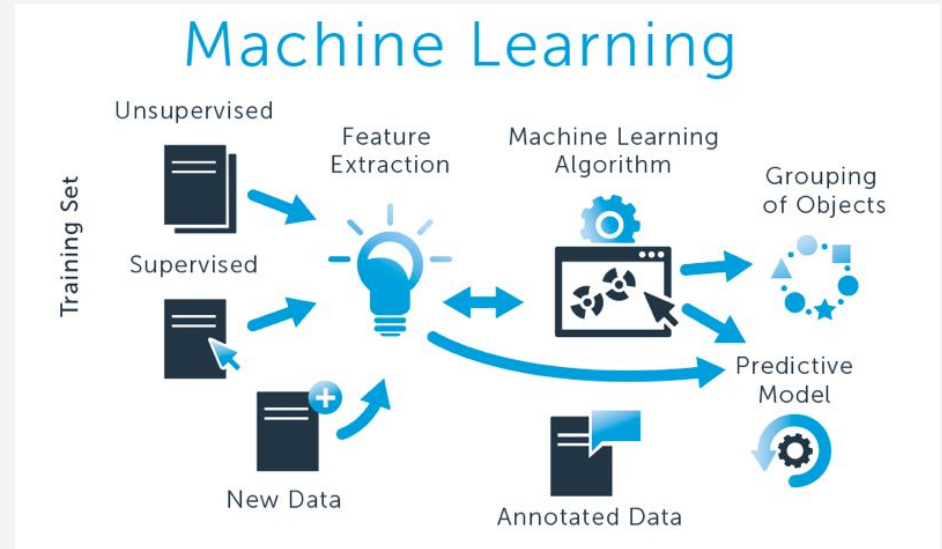 Machine Learning
Training Set
Unsupervised
Feature
Extraction
Machine Learning
Algorithm
Grouping
of Objects
Supervised
Predictive
Model
New Data
Annotated Data